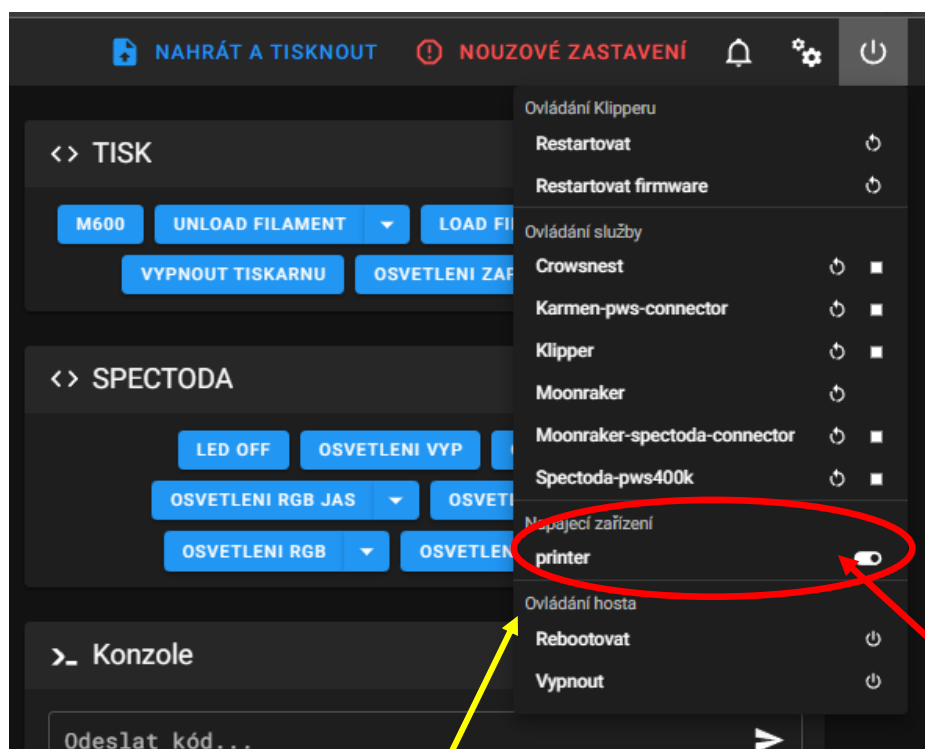 NAHRÁT A TISKNOUT
NOUZOVÉ ZASTAVENÍ
<> TISK
M600
UNLOAD FILAMENT
LOAD FI
VYPNOUT TISKARNU
OSVETLENI ZAP
<> SPECTODA
LED OFF
OSVETLENI VYP
OSVETLENI RGB JAS
OSVETL
OSVETLENI RGB
OSVETLEN
>_ Konzole
Odeslat kód...
Ovládání Klipperu
Restartovat
Restartovat firmware
Ovládání služby
Crowsnest
Karmen-pws-connector
Klipper
Moonraker
Moonraker-spectoda-connector
Spectoda-pws400k
Napájecí zařízení
printer
Ovládání hosta
Rebootovat
Vypnout